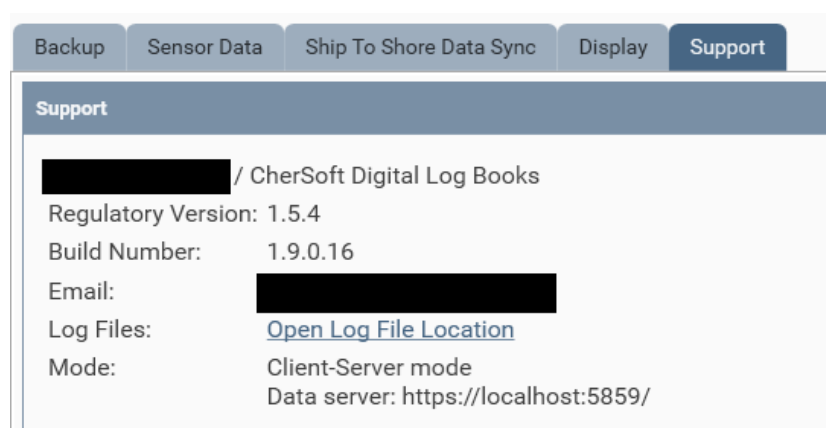 Backup Sensor Data Ship To Shore Data Sync Display Support
Support
/ CherSoft Digital Log Books
Regulatory Version: 1.5.4
Build Number: 1.9.0.16
Email:
Log Files: Open Log File Location
Mode: Client-Server mode
Data server: https://localhost:5859/